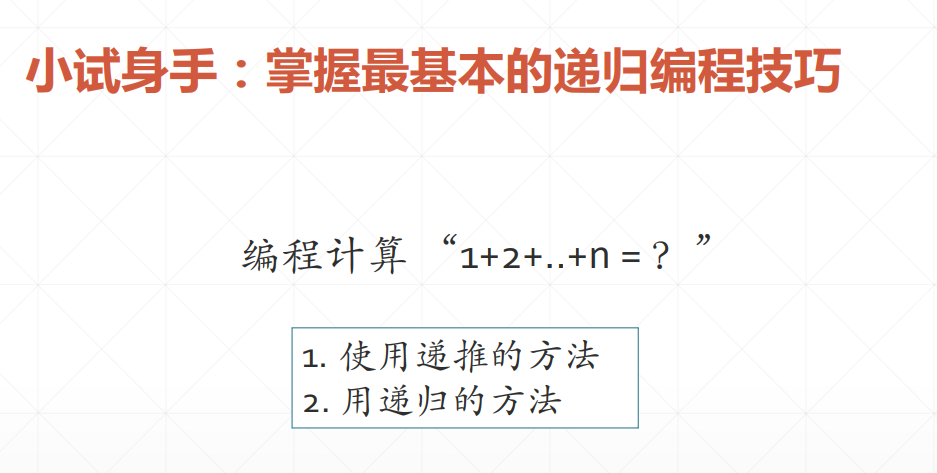 小试身手：掌握最基本的递归编程技巧
编程计算 “1+2+..+n = ？”
1. 使用递推的方法
2. 用递归的方法